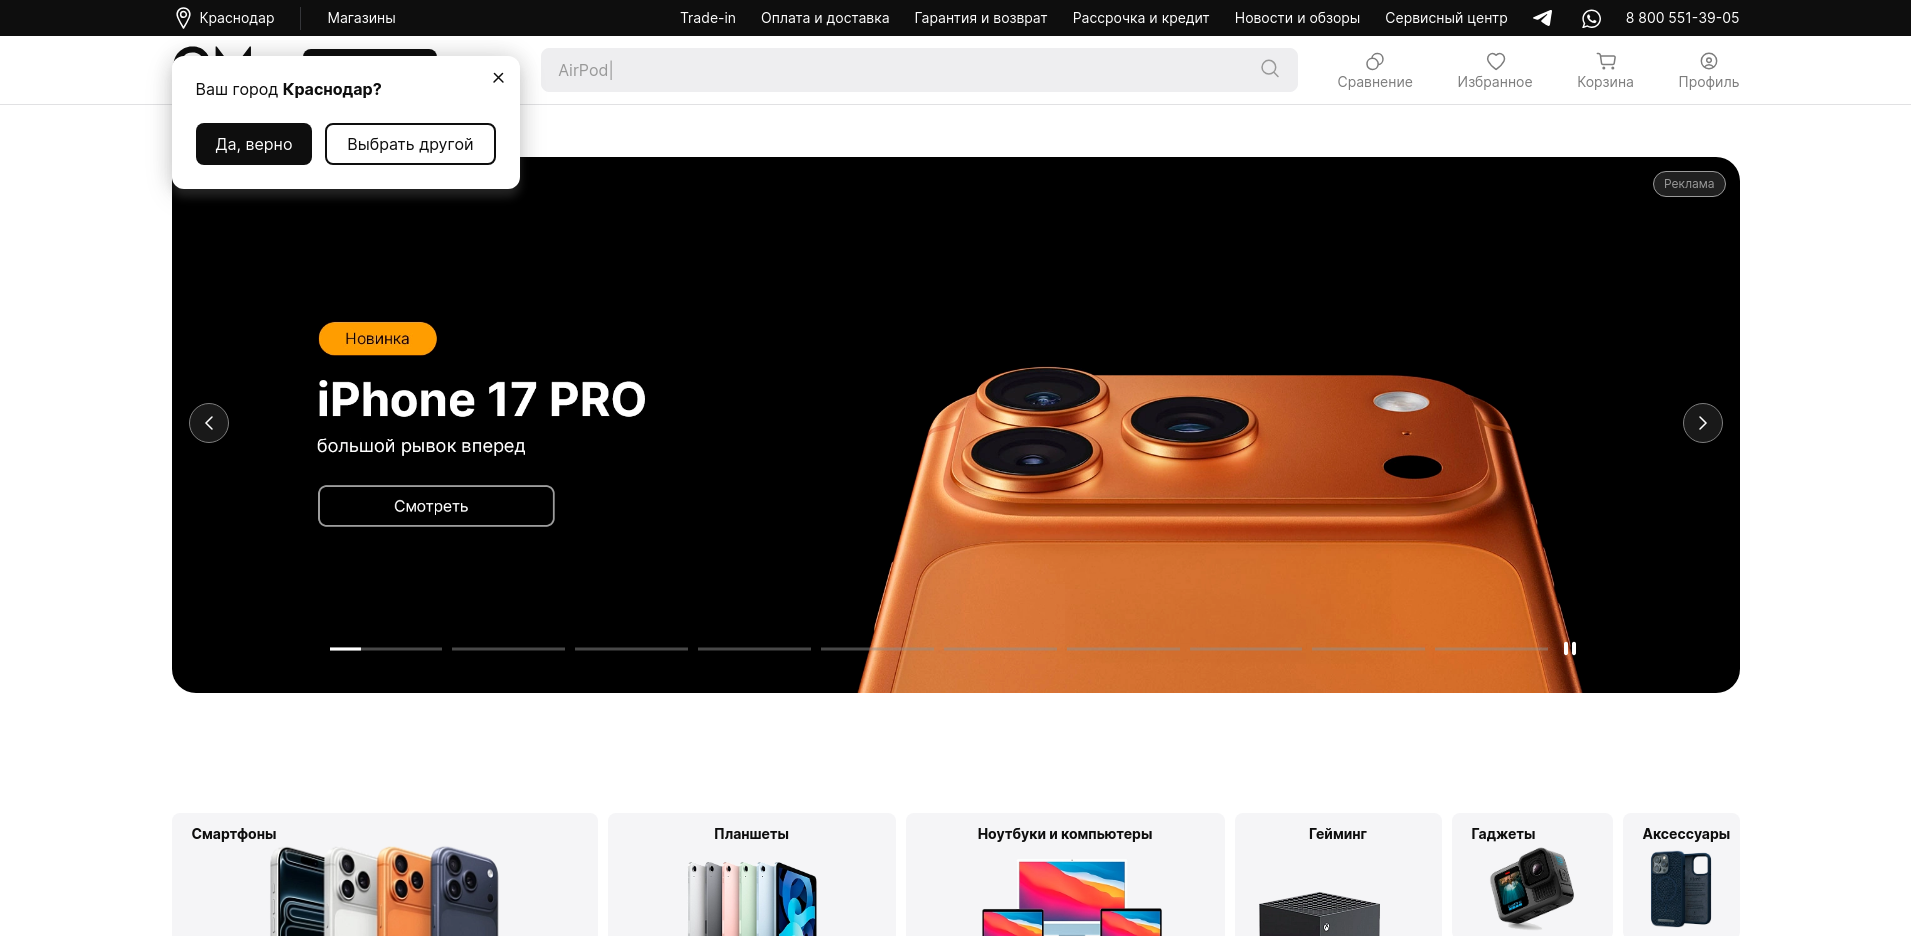 Краснодар
Магазины
Trade-in
Оплата и доставка
Гарантия и возврат
Рассрочка и кредит
Новости и обзоры
Сервисный центр
8 800 551-39-05
AirPod
Сравнение
Избранное
Корзина
Профиль
Ваш город Краснодар?
Да, верно
Выбрать другой
Реклама
Новинка
iPhone 17 PRO
большой рывок вперед
Смотреть
Смартфоны
Планшеты
Ноутбуки и компьютеры
Гейминг
Гаджеты
Аксессуары